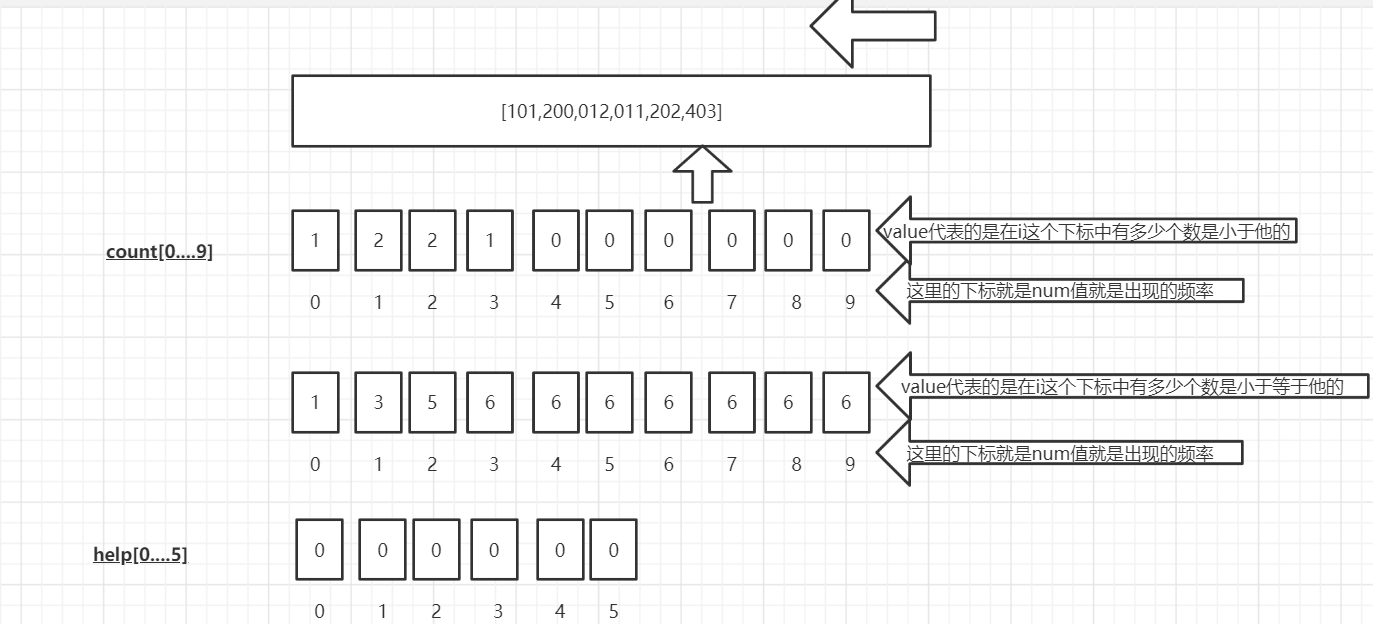 [101,200,012,011,202,403]
count[0....9]
1 2 2 1 0 0 0 0 0 0
value代表的是在i这个下标中有多少个数是小于他的
0 1 2 3 4 5 6 7 8 9
这里的下标就是num值就是出现的频率
1 3 5 6 6 6 6 6 6 6
value代表的是在i这个下标中有多少个数是小于等于他的
0 1 2 3 4 5 6 7 8 9
这里的下标就是num值就是出现的频率
help[0....5]
0 0 0 0 0 0
0 1 2 3 4 5